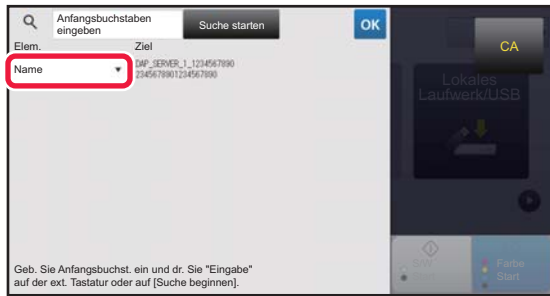 Anfangsbuchstaben
eingeben
Suche starten
OK
CA
Elem.
Ziel
Name
DAP_SERVER_1_1234567890
2345678901234567890
Lokales
Laufwerk/USB
Geb. Sie Anfangsbuchst. ein und dr. Sie "Eingabe"
auf der ext. Tastatur oder auf [Suche beginnen].
S/W
Start
Farbe
Start